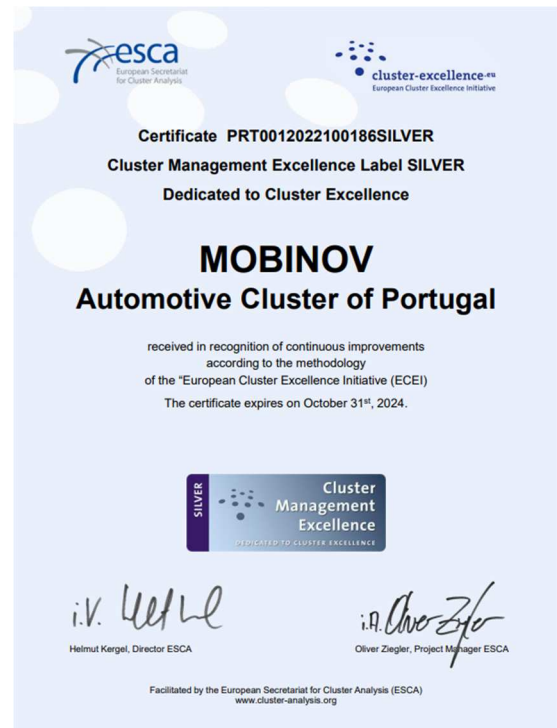 esca
European Secretariat
for Cluster Analysis
cluster-excellence.eu
European Cluster Excellence Initiative
Certificate PRT0012022100186SILVER
Cluster Management Excellence Label SILVER
Dedicated to Cluster Excellence
MOBINOV
Automotive Cluster of Portugal
received in recognition of continuous improvements
according to the methodology
of the “European Cluster Excellence Initiative (ECEI)
The certificate expires on October 31st, 2024.
SILVER
Cluster
Management
Excellence
DEDICATED TO CLUSTER EXCELLENCE
i.V.
i.A. Oliver Ziegler
Helmut Kergel, Director ESCA
Oliver Ziegler, Project Manager ESCA
Facilitated by the European Secretariat for Cluster Analysis (ESCA)
www.cluster-analysis.org